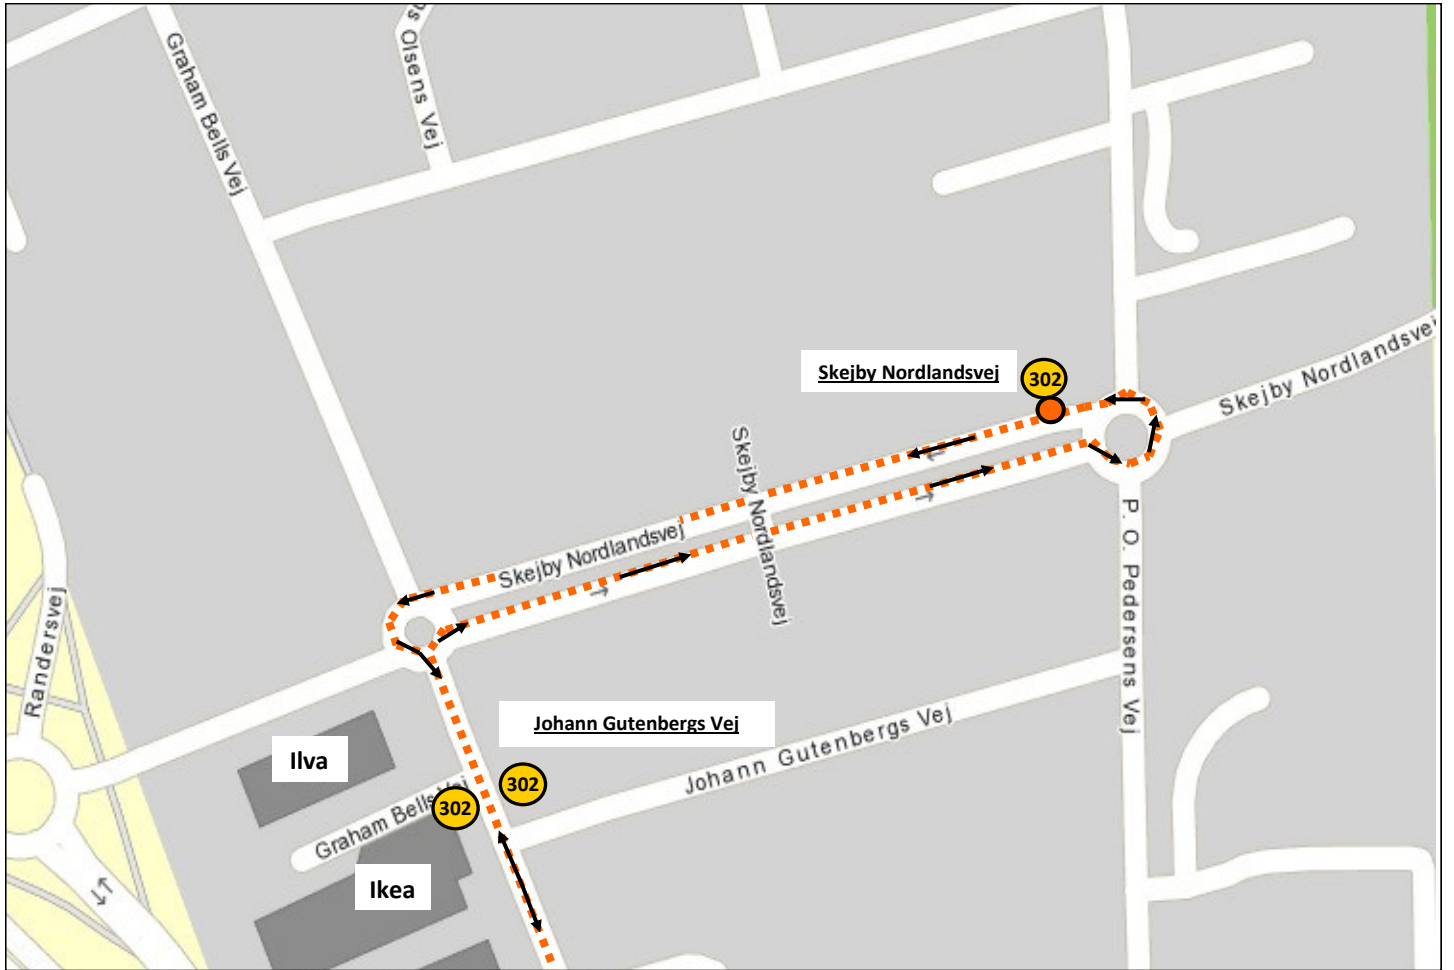 Graham Bells Vej
Olsens Vej
Skejby Nordlandsvej
302
Skejby Nordlandsvej
Skejby Nordlandsvej
Skejby Nordlandsvej
P. O. Pedersens Vej
Randersvej
Johann Gutenbergs Vej
Johann Gutenbergs Vej
Ilva
302
302
Graham Bells Vej
Ikea